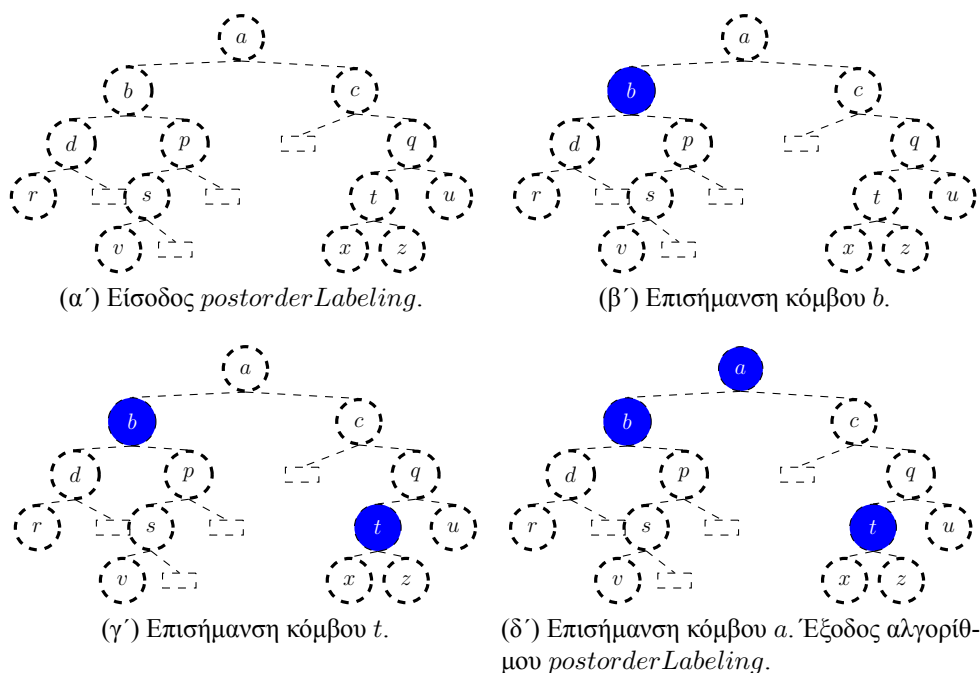 a
a
b
c
b
c
d
p
q
d
p
q
r
s
t
u
r
s
t
u
v
x
z
v
x
z
(α΄) Είσοδος postorderLabeling.
(β΄) Επισήμανση κόμβου b.
a
a
b
c
b
c
d
p
q
d
p
q
r
s
t
u
r
s
t
u
v
x
z
v
x
z
(γ΄) Επισήμανση κόμβου t.
(δ΄) Επισήμανση κόμβου a. Έξοδος αλγορίθ-
μου postorderLabeling.